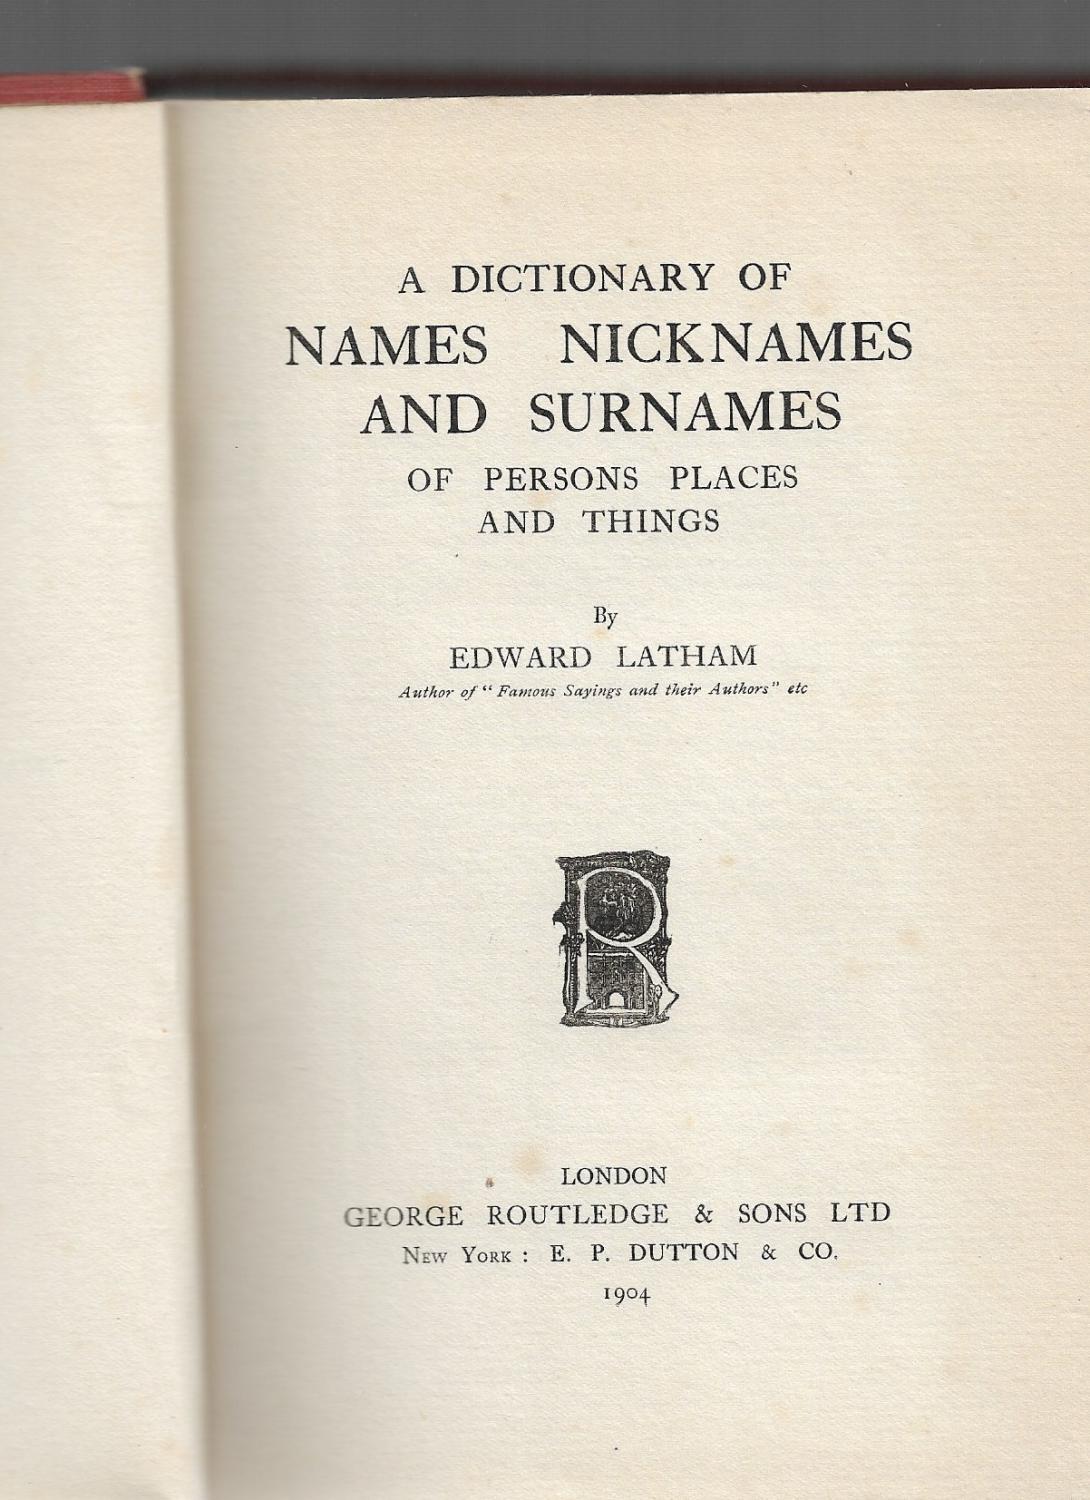 A DICTIONARY OF
NAMES NICKNAMES
AND SURNAMES
OF PERSONS PLACES
AND THINGS
By
EDWARD LATHAM
Author of "Famous Sayings and their Authors" etc
R
LONDON
GEORGE ROUTLEDGE & SONS LTD
NEW YORK: E. P. DUTTON & CO.
1904